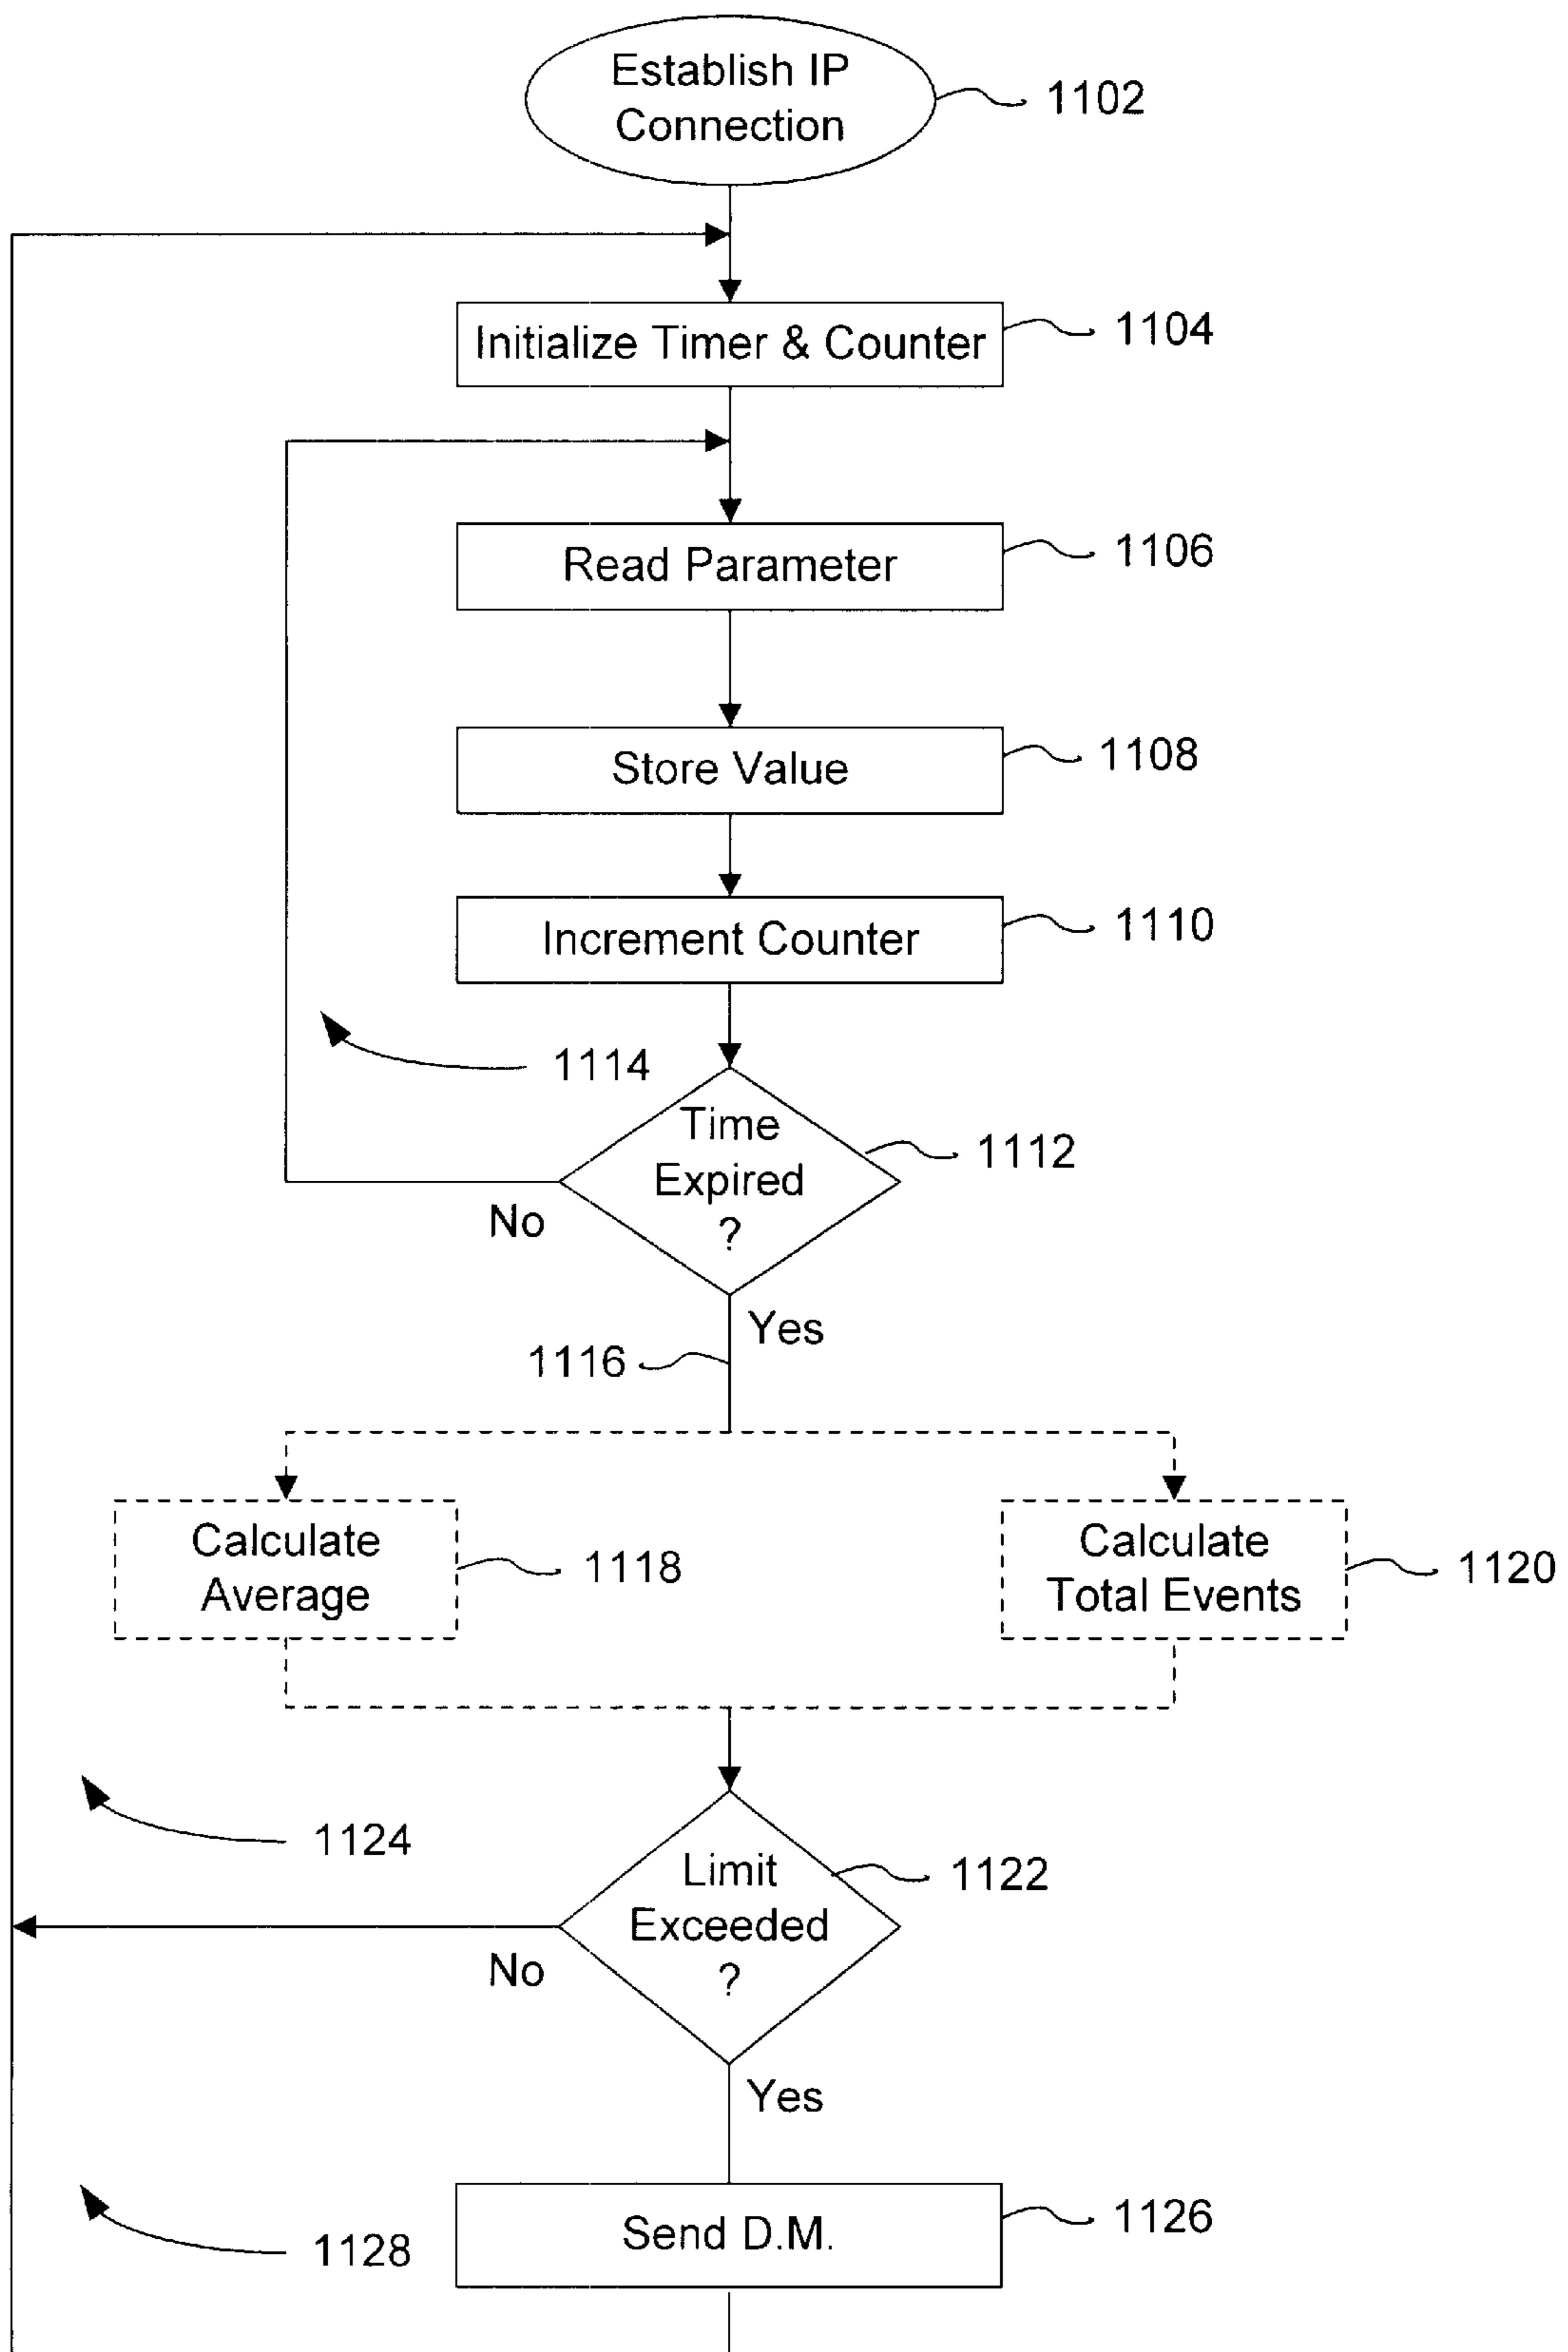 Establish IP
Connection
1102
Initialize Timer & Counter
1104
Read Parameter
1106
Store Value
1108
Increment Counter
1110
1114
Time
Expired
?
1112
No
Yes
1116
Calculate
Average
1118
Calculate
Total Events
1120
1124
Limit
Exceeded
?
1122
No
Yes
Send D.M.
1126
1128